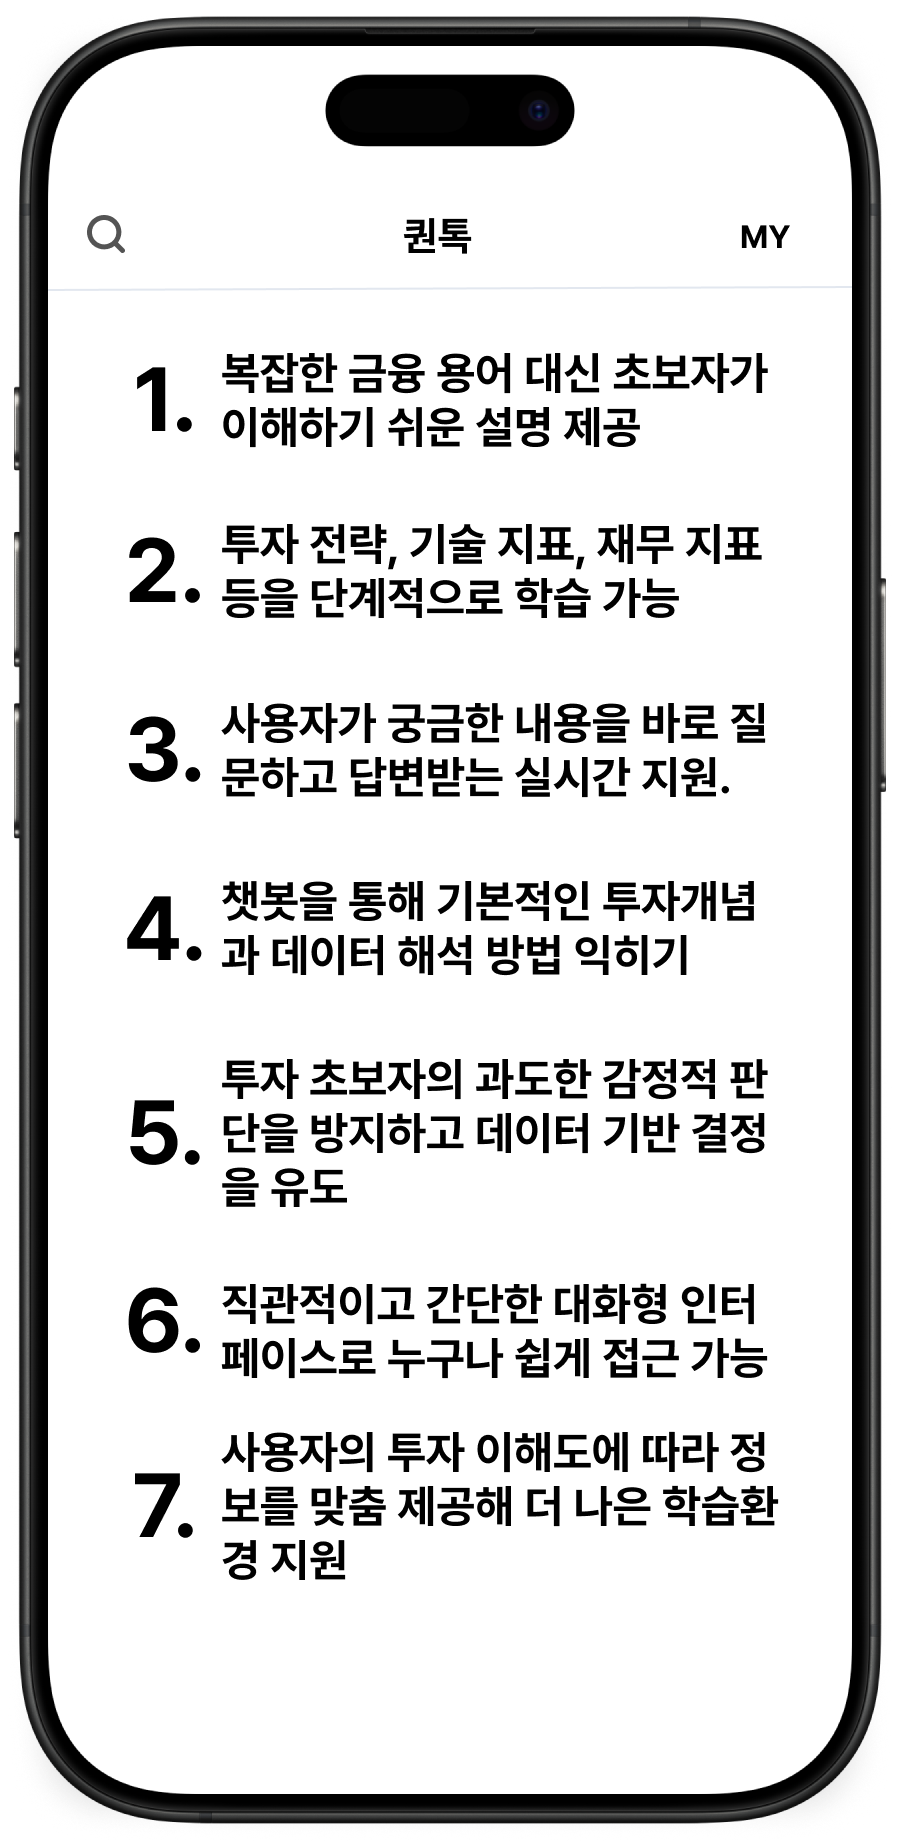 퀀톡
MY
1. 복잡한 금융 용어 대신 초보자가
이해하기 쉬운 설명 제공
2. 투자 전략, 기술 지표, 재무 지표
등을 단계적으로 학습 가능
3. 사용자가 궁금한 내용을 바로 질
문하고 답변받는 실시간 지원.
4. 챗봇을 통해 기본적인 투자개념
과 데이터 해석 방법 익히기
5. 투자 초보자의 과도한 감정적 판
단을 방지하고 데이터 기반 결정
을 유도
6. 직관적이고 간단한 대화형 인터
페이스로 누구나 쉽게 접근 가능
7. 사용자의 투자 이해도에 따라 정
보를 맞춤 제공해 더 나은 학습환
경 지원